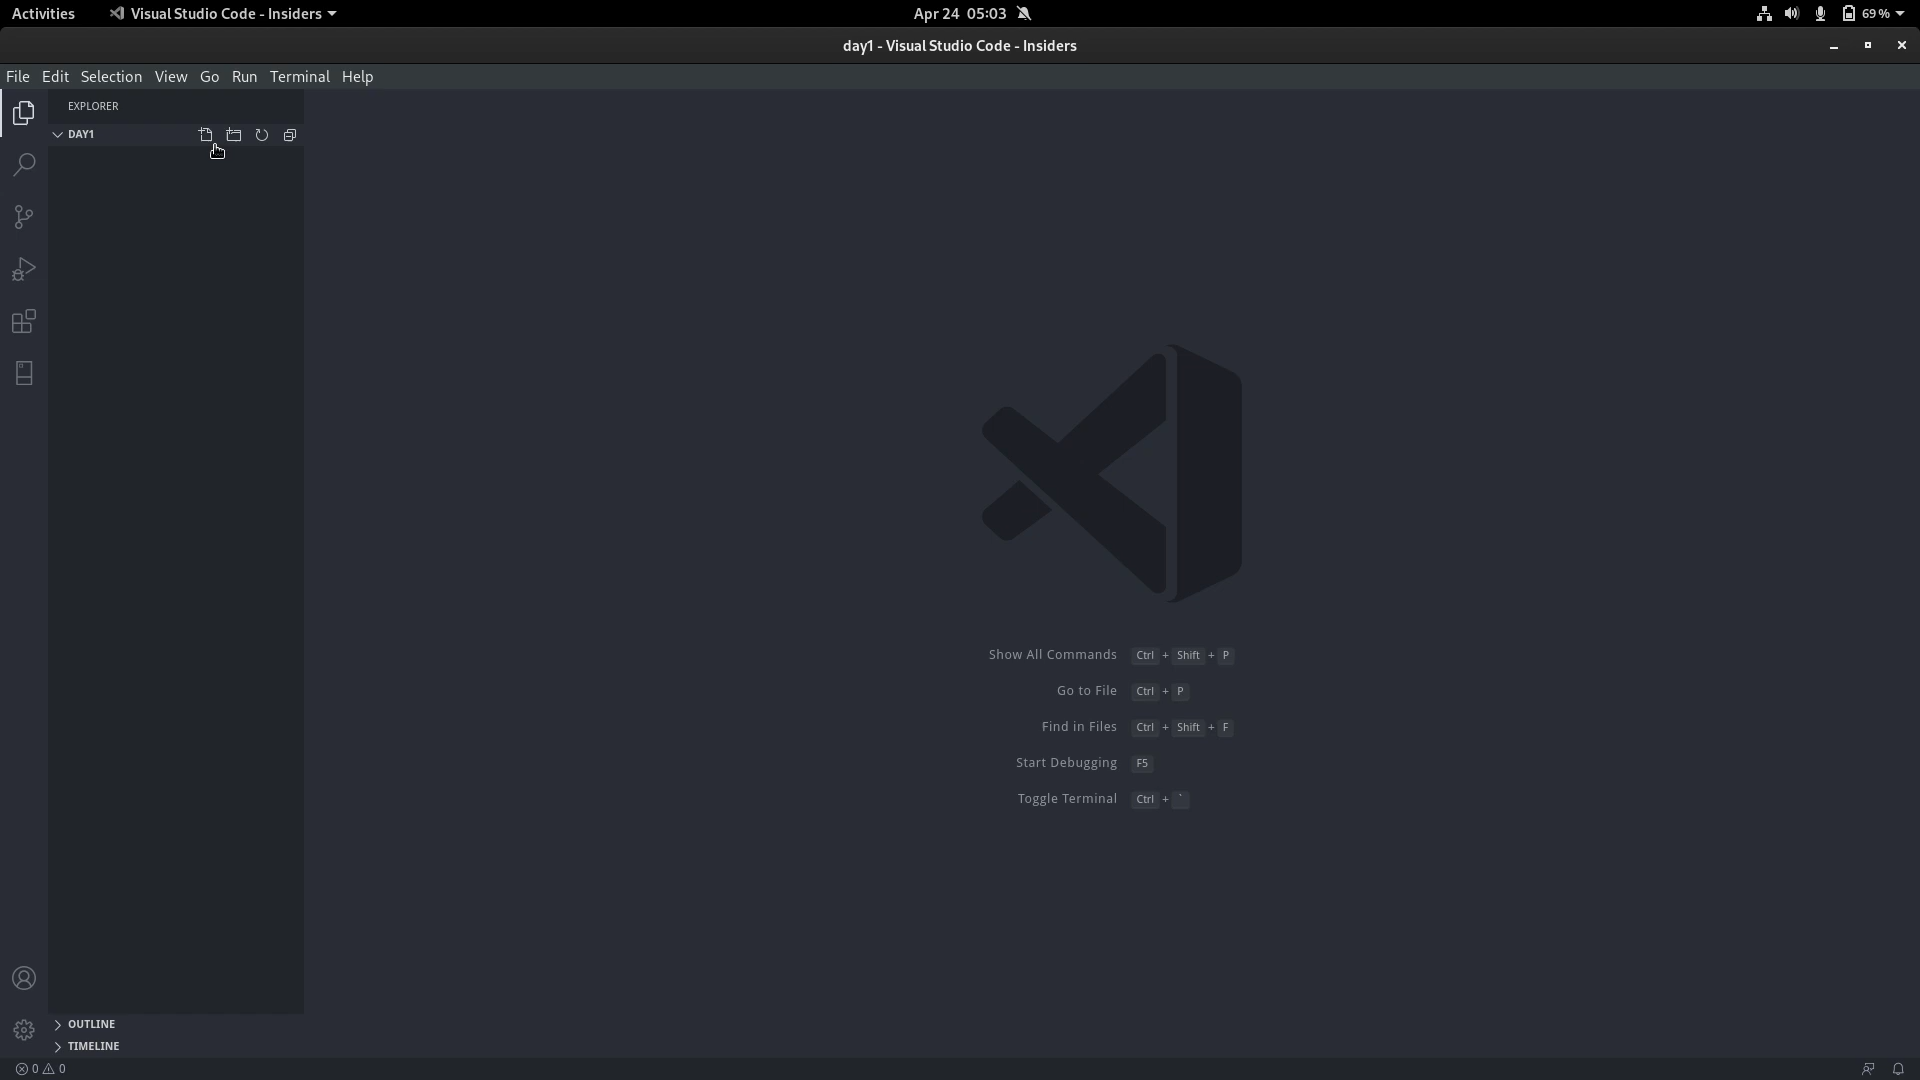 Activities Visual Studio Code - Insiders Apr 24 05:03 69 %
day1 - Visual Studio Code - Insiders
File Edit Selection View Go Run Terminal Help
EXPLORER
DAY1
Show All Commands Ctrl + Shift + P
Go to File Ctrl + P
Find in Files Ctrl + Shift + F
Start Debugging F5
Toggle Terminal Ctrl + `
OUTLINE
TIMELINE
0 0